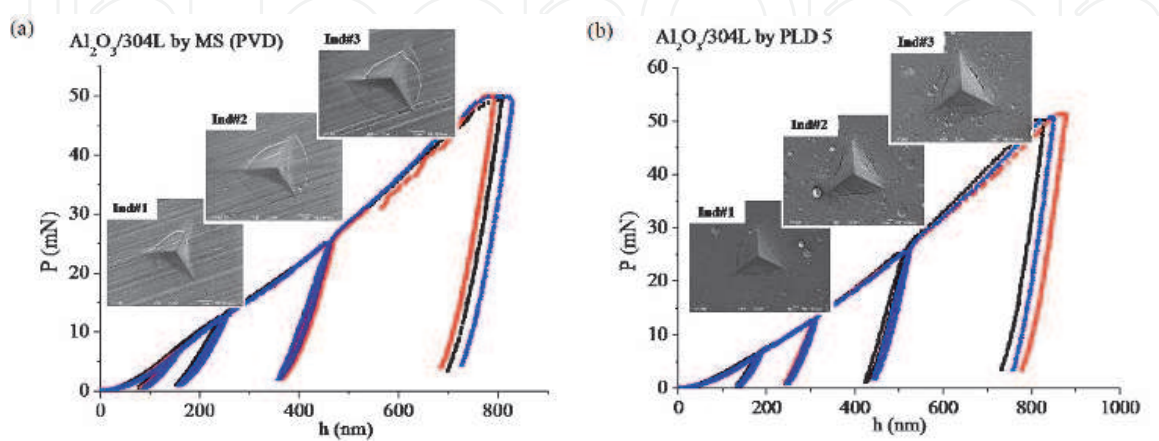 (a)
Al₂O₃/304L by MS (PVD)
Ind#3
Ind#2
Ind#1
50
40
30
20
10
0
P (mN)
0 200 400 600 800
h (nm)
(b)
Al₂O₃/304L by PLD 5
Ind#3
Ind#2
Ind#1
60
50
40
30
20
10
0
P (mN)
0 200 400 600 800 1000
h (nm)